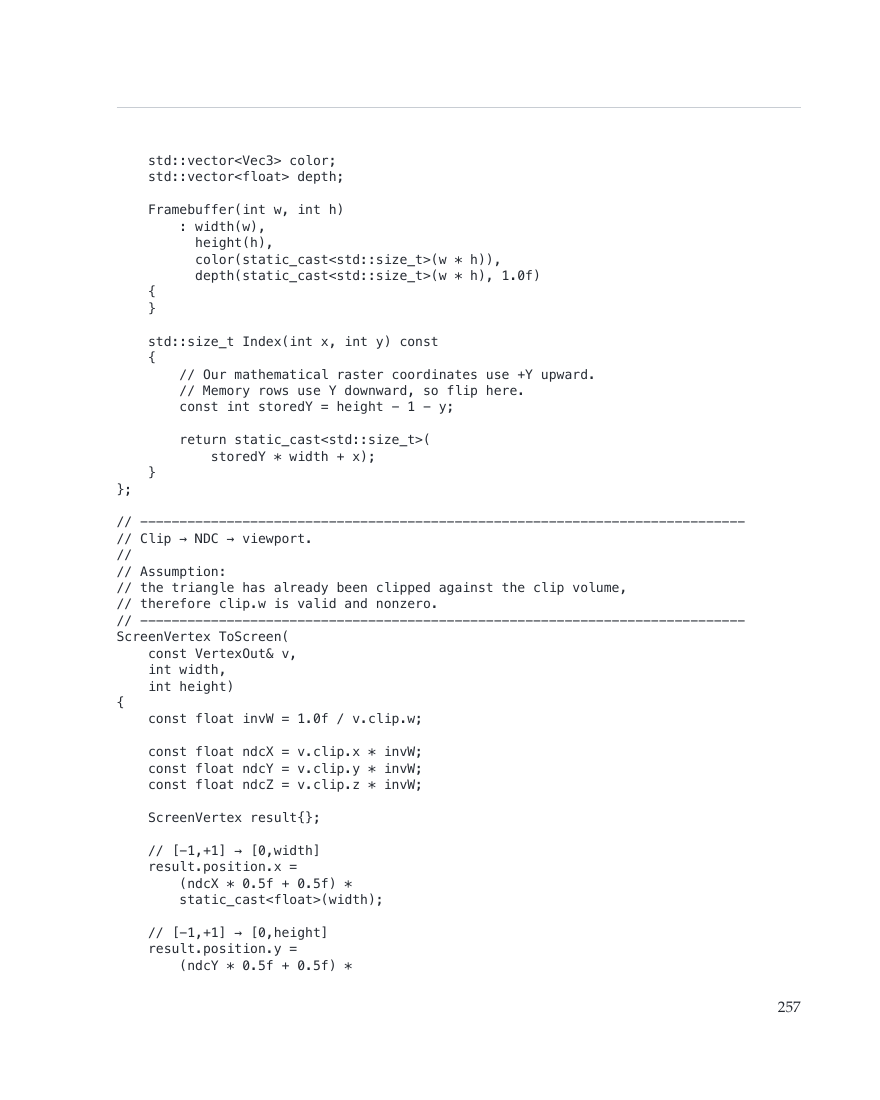 std::vector<Vec3> color;
    std::vector<float> depth;

    Framebuffer(int w, int h)
        : width(w),
          height(h),
          color(static_cast<std::size_t>(w * h)),
          depth(static_cast<std::size_t>(w * h), 1.0f)
    {
    }

    std::size_t Index(int x, int y) const
    {
        // Our mathematical raster coordinates use +Y upward.
        // Memory rows use Y downward, so flip here.
        const int storedY = height - 1 - y;

        return static_cast<std::size_t>(
            storedY * width + x);
    }
};

// -----------------------------------------------------------------------------
// Clip → NDC → viewport.
//
// Assumption:
// the triangle has already been clipped against the clip volume,
// therefore clip.w is valid and nonzero.
// -----------------------------------------------------------------------------
ScreenVertex ToScreen(
    const VertexOut& v,
    int width,
    int height)
{
    const float invW = 1.0f / v.clip.w;

    const float ndcX = v.clip.x * invW;
    const float ndcY = v.clip.y * invW;
    const float ndcZ = v.clip.z * invW;

    ScreenVertex result{};

    // [-1,+1] → [0,width]
    result.position.x =
        (ndcX * 0.5f + 0.5f) *
        static_cast<float>(width);

    // [-1,+1] → [0,height]
    result.position.y =
        (ndcY * 0.5f + 0.5f) *
257